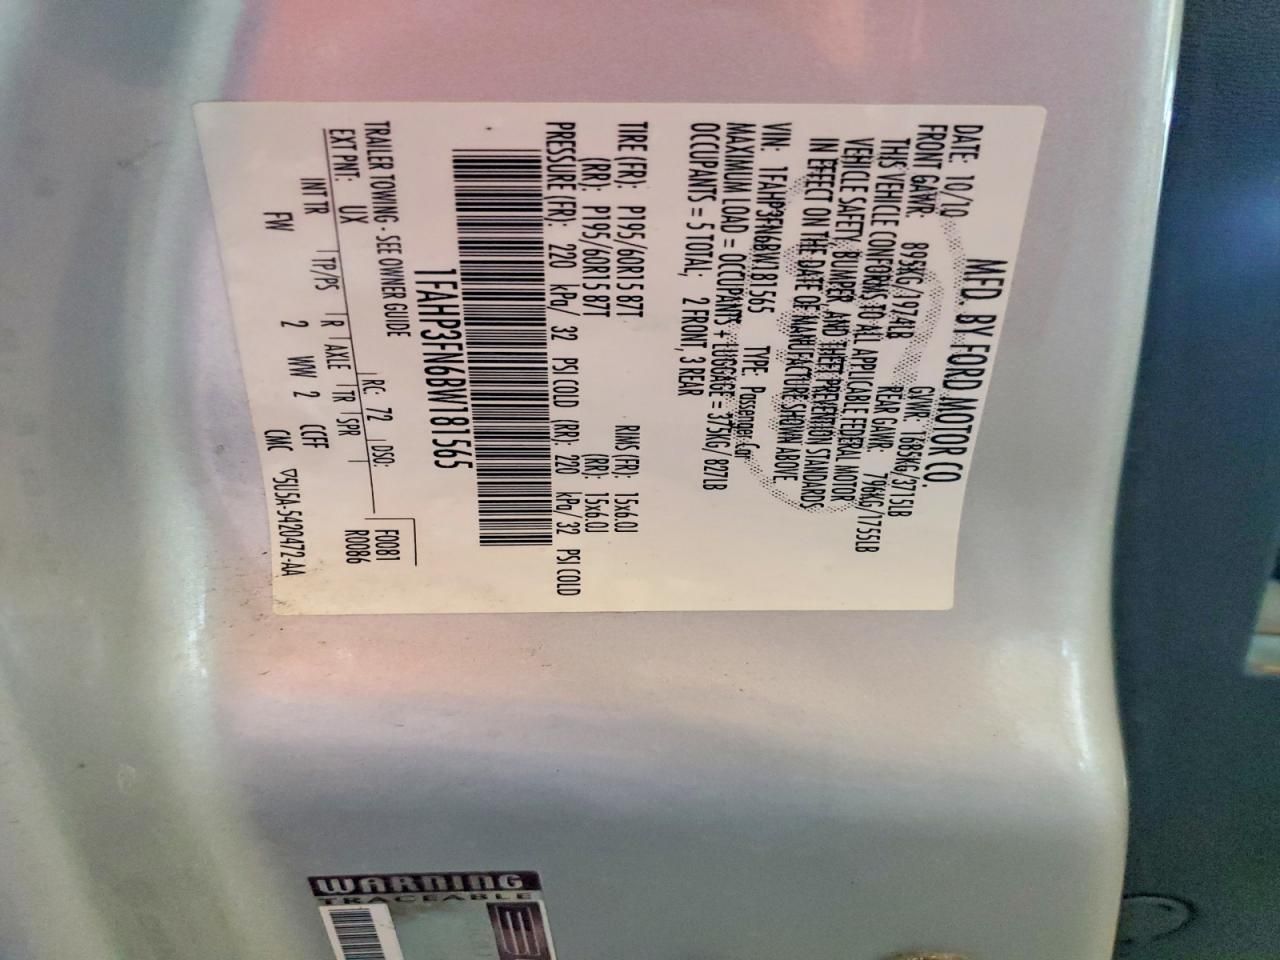 MFD. BY FORD MOTOR CO.
DATE: 10/10 GVWR: 1685KG/3715LB
FRONT GAWR: 895KG/1974LB REAR GAWR: 796KG/1755LB
THIS VEHICLE CONFORMS TO ALL APPLICABLE FEDERAL MOTOR
VEHICLE SAFETY, BUMPER, AND THEFT PREVENTION STANDARDS
IN EFFECT ON THE DATE OF MANUFACTURE SHOWN ABOVE.
VIN: 1FAHP3FN6BW181565 TYPE: Passenger Car
MAXIMUM LOAD = OCCUPANTS + LUGGAGE = 375KG/827LB
OCCUPANTS = 5 TOTAL; 2 FRONT, 3 REAR
TIRE (FR): P195/60R15 87T RIMS (FR): 15x6.0J
(RR): P195/60R15 87T (RR): 15x6.0J
PRESSURE (FR): 220 kPa/ 32 PSI COLD (RR): 220 kPa/ 32 PSI COLD
1FAHP3FN6BW181565
F0081
R0086
TRAILER TOWING - SEE OWNER GUIDE
EXT PNT: UX RC: 72 DSO:
INT TR TP/PS R AXLE TR SPR
FW 2 WW 2 CCFF
CMC ▽5U5A-5420472-AA
WARNING
TRACEABLE